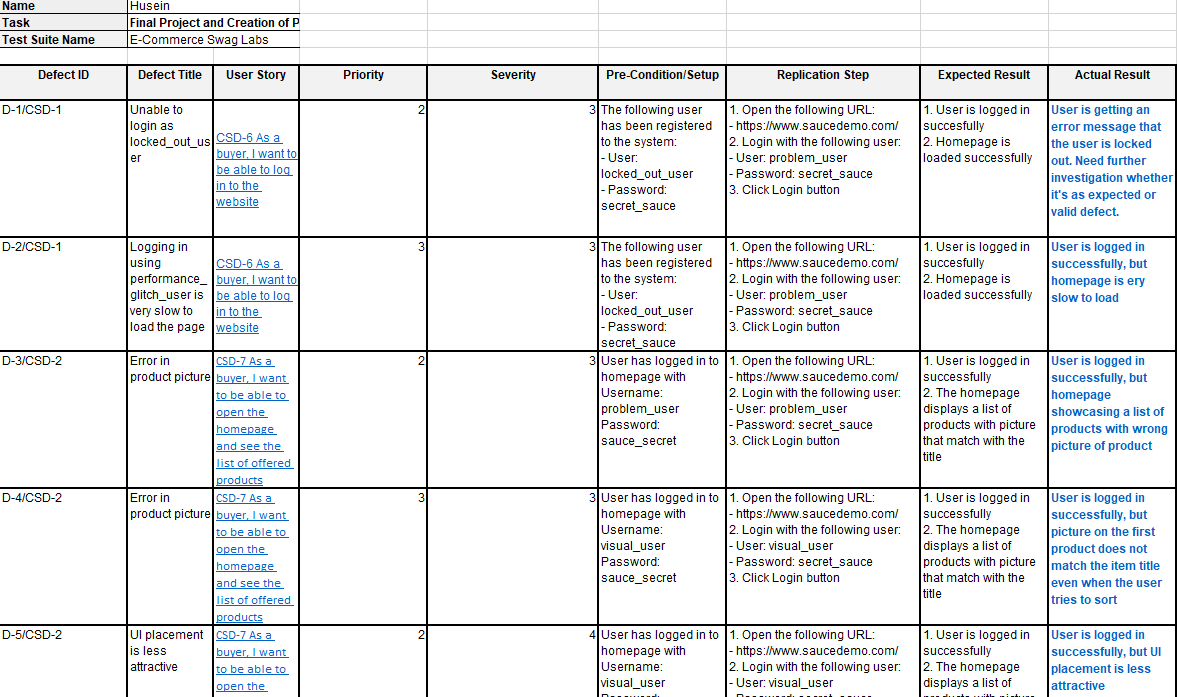 Name Husein
Task Final Project and Creation of P
Test Suite Name E-Commerce Swag Labs
Defect ID Defect Title User Story Priority Severity Pre-Condition/Setup Replication Step Expected Result Actual Result
D-1/CSD-1
Unable to
login as
locked_out_us
er
CSD-6 As a
buyer, I want to
be able to log
in to the
website
2
3
The following user
has been registered
to the system:
- User:
locked_out_user
- Password:
secret_sauce
1. Open the following URL:
- https://www.saucedemo.com/
2. Login with the following user:
- User: problem_user
- Password: secret_sauce
3. Click Login button
1. User is logged in
succesfully
2. Homepage is
loaded successfully
User is getting an
error message that
the user is locked
out. Need further
investigation whether
it's as expected or
valid defect.
D-2/CSD-1
Logging in
using
performance_
glitch_user is
very slow to
load the page
CSD-6 As a
buyer, I want to
be able to log
in to the
website
3
3
The following user
has been registered
to the system:
- User:
locked_out_user
- Password:
secret_sauce
1. Open the following URL:
- https://www.saucedemo.com/
2. Login with the following user:
- User: problem_user
- Password: secret_sauce
3. Click Login button
1. User is logged in
succesfully
2. Homepage is
loaded successfully
User is logged in
successfully, but
homepage is ery
slow to load
D-3/CSD-2
Error in
product picture
CSD-7 As a
buyer, I want
to be able to
open the
homepage
and see the
list of offered
products
2
3
User has logged in to
homepage with
Username:
problem_user
Password:
sauce_secret
1. Open the following URL:
- https://www.saucedemo.com/
2. Login with the following user:
- User: problem_user
- Password: secret_sauce
3. Click Login button
1. User is logged in
successfully
2. The homepage
displays a list of
products with picture
that match with the
title
User is logged in
successfully, but
homepage
showcasing a list of
products with wrong
picture of product
D-4/CSD-2
Error in
product picture
CSD-7 As a
buyer, I want
to be able to
open the
homepage
and see the
list of offered
products
3
3
User has logged in to
homepage with
Username:
visual_user
Password:
sauce_secret
1. Open the following URL:
- https://www.saucedemo.com/
2. Login with the following user:
- User: visual_user
- Password: secret_sauce
3. Click Login button
1. User is logged in
successfully
2. The homepage
displays a list of
products with picture
that match with the
title
User is logged in
successfully, but
picture on the first
product does not
match the item title
even when the user
tries to sort
D-5/CSD-2
UI placement
is less
attractive
CSD-7 As a
buyer, I want
to be able to
open the
2
4
User has logged in to
homepage with
Username:
visual_user
Password:
1. Open the following URL:
- https://www.saucedemo.com/
2. Login with the following user:
- User: visual_user
- Password: secret_sauce
1. User is logged in
successfully
2. The homepage
displays a list of
products with picture
User is logged in
successfully, but UI
placement is less
attractive